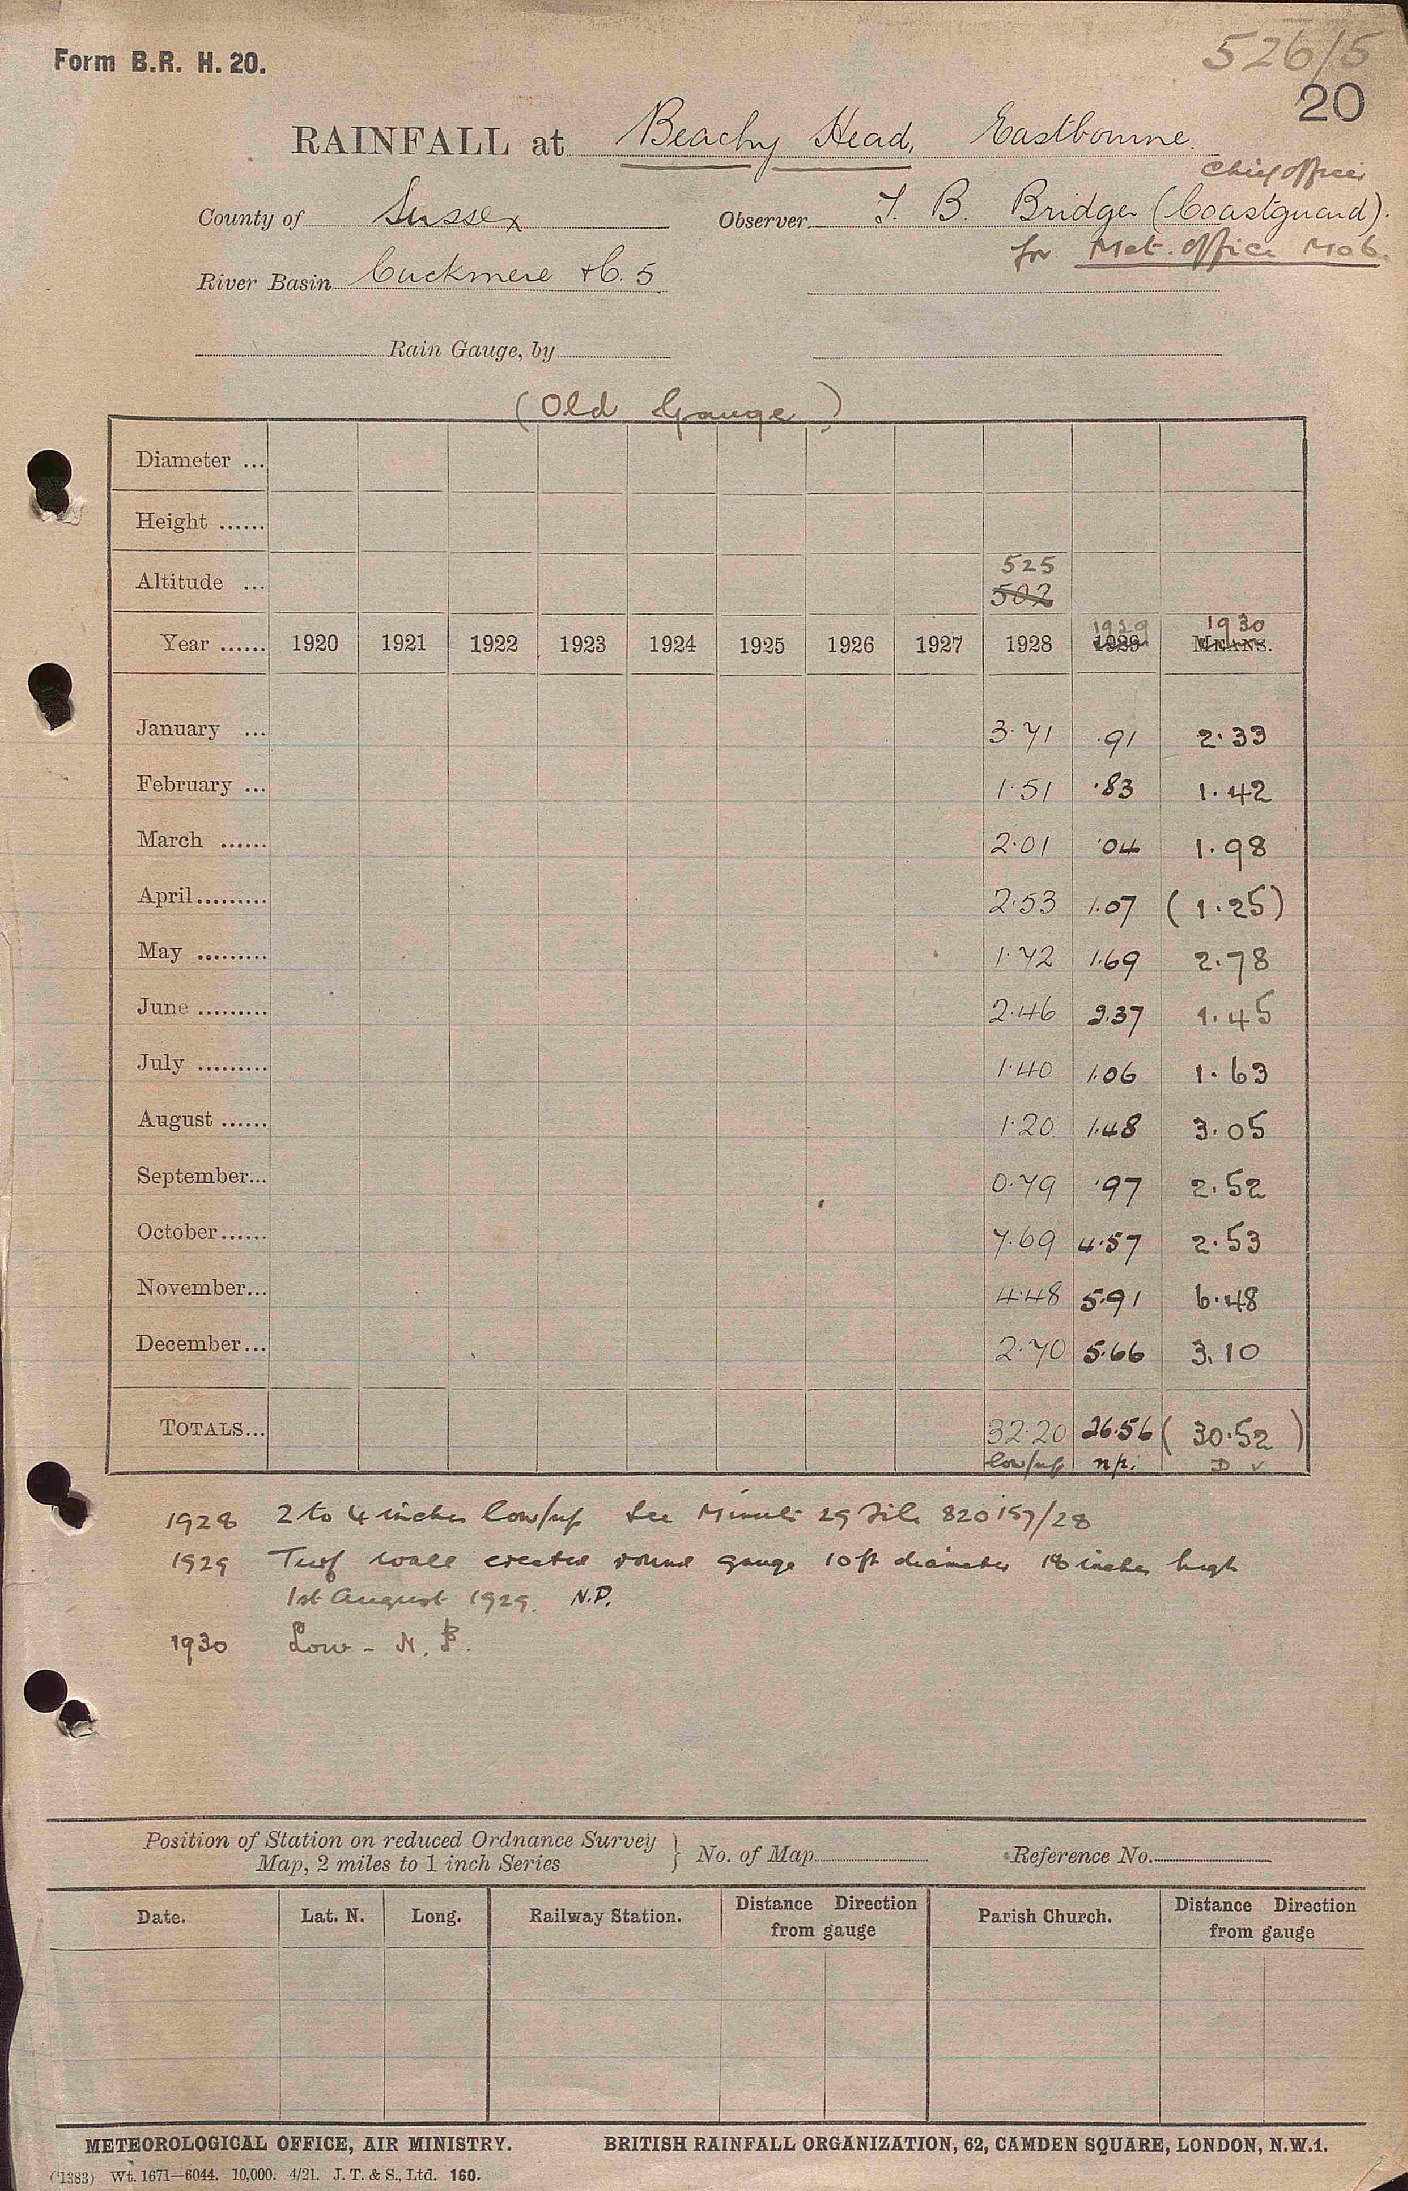 Form B.R. H. 20.
526/5
20
RAINFALL at Beachy Head, Eastbourne.
Chief officer
County of Sussex Observer J. B. Bridger (Coastguard).
for Met. Office Mob.
River Basin Cuckmere &C. 5
Rain Gauge, by
(Old Gauge)
Diameter ...
Height ......
525
Altitude ... 502
1929 1930
Year ...... 1920 1921 1922 1923 1924 1925 1926 1927 1928 1929 MEANS.
January ... 3.71 .91 2.33
February ... 1.51 .83 1.42
March ...... 2.01 .04 1.98
April......... 2.53 1.07 (1.25)
May ......... 1.72 1.69 2.78
June ......... 2.46 2.37 1.45
July ......... 1.40 1.06 1.63
August ...... 1.20 1.48 3.05
September... 0.79 .97 2.52
October...... 7.69 4.57 2.53
November... 4.48 5.91 6.48
December... 2.70 5.66 3.10
TOTALS... 32.20 26.56 (30.52)
low/np np. D v
1928 2 to 4 inches low/np See Minute 29 File 820157/28
1929 Turf wall erected round gauge 10ft diameter 18 inches high
1st August 1929. N.P.
1930 Low - N.P.
Position of Station on reduced Ordnance Survey
Map, 2 miles to 1 inch Series } No. of Map Reference No.
Date. Lat. N. Long. Railway Station. Distance Direction from gauge Parish Church. Distance Direction from gauge
METEOROLOGICAL OFFICE, AIR MINISTRY. BRITISH RAINFALL ORGANIZATION, 62, CAMDEN SQUARE, LONDON, N.W.1.
(1383) Wt. 1671—6044. 10,000. 4/21. J. T. & S., Ltd. 160.